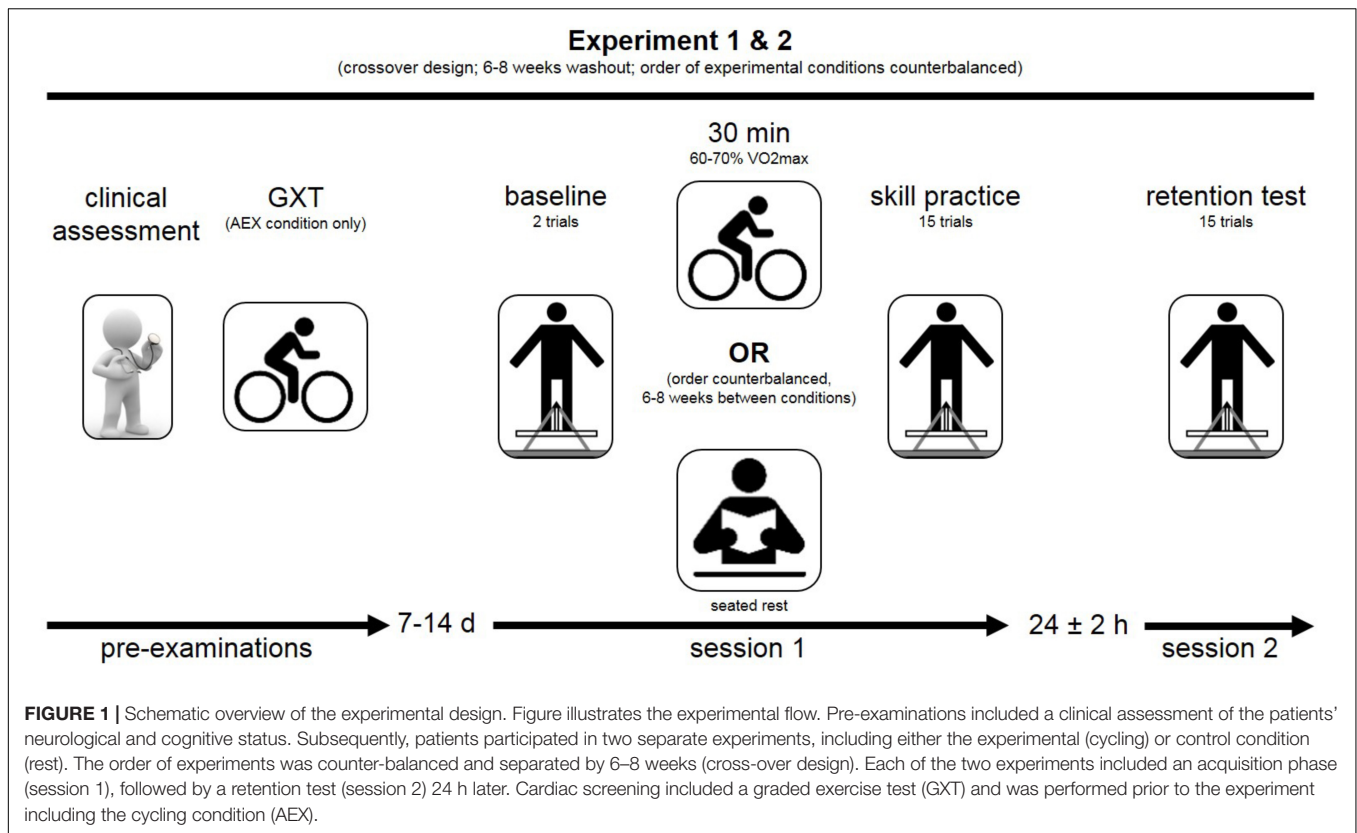 Experiment 1 & 2
(crossover design; 6-8 weeks washout; order of experimental conditions counterbalanced)
clinical
assessment
GXT
(AEX condition only)
baseline
2 trials
30 min
60-70% VO2max
OR
(order counterbalanced,
6-8 weeks between conditions)
seated rest
skill practice
15 trials
retention test
15 trials
pre-examinations
7-14 d
session 1
24 ± 2 h
session 2
FIGURE 1 | Schematic overview of the experimental design. Figure illustrates the experimental flow. Pre-examinations included a clinical assessment of the patients’
neurological and cognitive status. Subsequently, patients participated in two separate experiments, including either the experimental (cycling) or control condition
(rest). The order of experiments was counter-balanced and separated by 6–8 weeks (cross-over design). Each of the two experiments included an acquisition phase
(session 1), followed by a retention test (session 2) 24 h later. Cardiac screening included a graded exercise test (GXT) and was performed prior to the experiment
including the cycling condition (AEX).